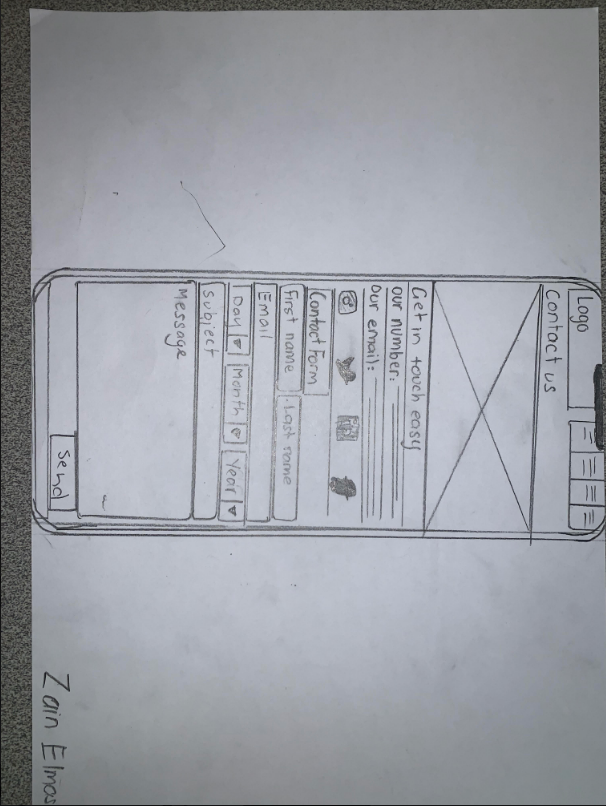 Logo
Contact us
Get in touch easy
our number:
our email:
Contact Form
First name Last name
Email
Day Month Year
Subject
Message
Send
Zain Elmas